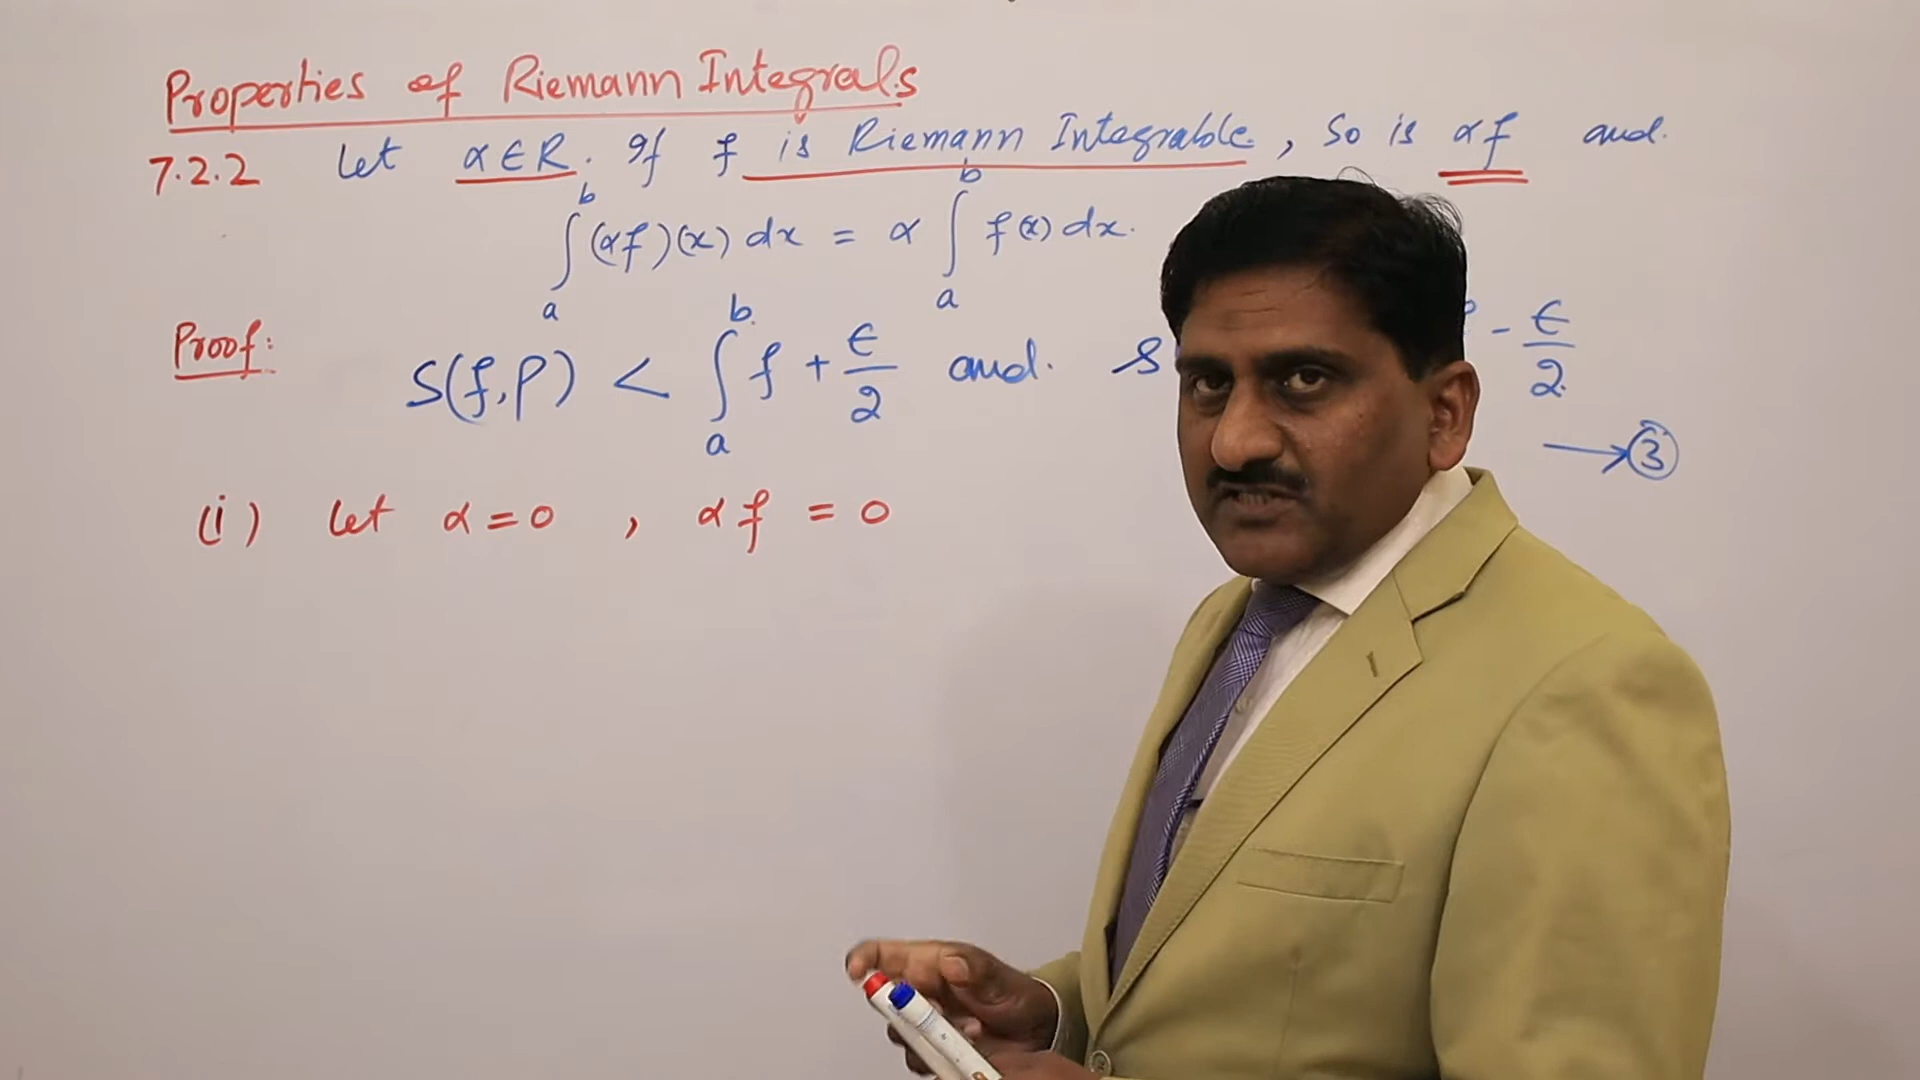 Properties of Riemann Integrals
7.2.2 Let α∈R. If f is Riemann Integrable, So is αf and.
∫_a^b (αf)(x) dx = α ∫_a^b f(x) dx.
Proof: S(f,P) < ∫_a^b f + ε/2 and. s - ε/2
→ ③
(i) Let α=0 , αf = 0